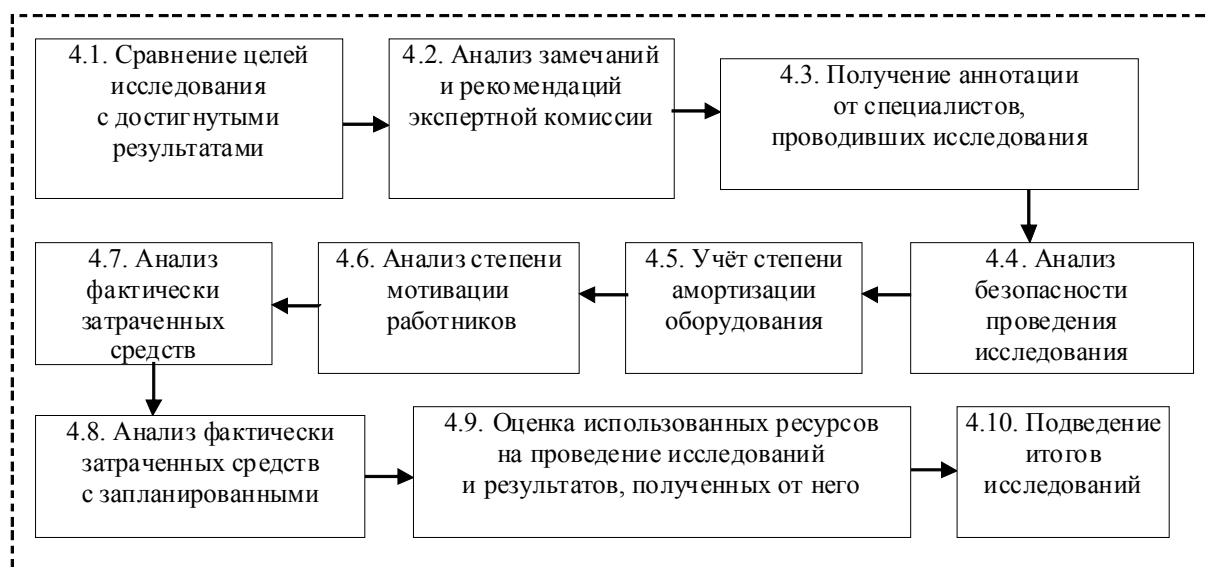 4.1. Сравнение целей
исследования
с достигнутыми
результатами
4.2. Анализ замечаний
и рекомендаций
экспертной комиссии
4.3. Получение аннотации
от специалистов,
проводивших исследования
4.4. Анализ
безопасности
проведения
исследования
4.5. Учёт степени
амортизации
оборудования
4.6. Анализ степени
мотивации
работников
4.7. Анализ
фактически
затраченных
средств
4.8. Анализ фактически
затраченных средств
с запланированными
4.9. Оценка использованных ресурсов
на проведение исследований
и результатов, полученных от него
4.10. Подведение
итогов
исследований